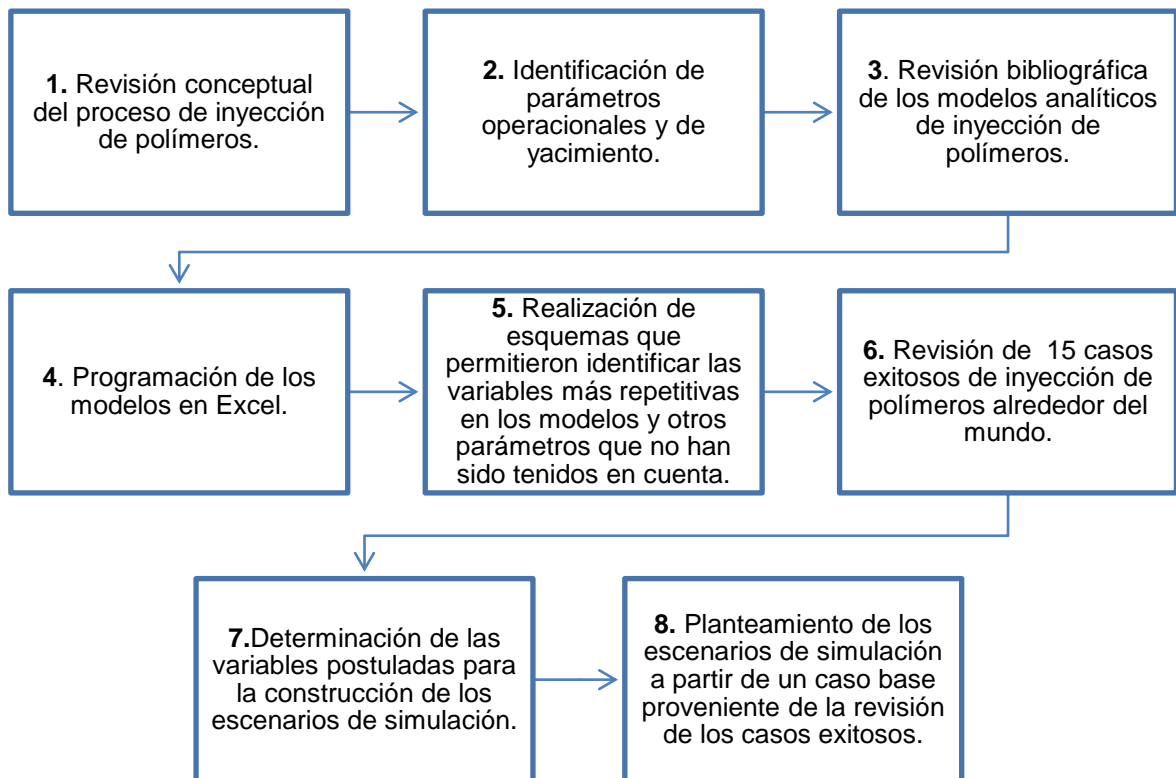 1. Revisión conceptual
del proceso de inyección
de polímeros.
2. Identificación de
parámetros
operacionales y de
yacimiento.
3. Revisión bibliográfica
de los modelos analíticos
de inyección de
polímeros.
4. Programación de los
modelos en Excel.
5. Realización de
esquemas que
permitieron identificar las
variables más repetitivas
en los modelos y otros
parámetros que no han
sido tenidos en cuenta.
6. Revisión de 15 casos
exitosos de inyección de
polímeros alrededor del
mundo.
7.Determinación de las
variables postuladas para
la construcción de los
escenarios de simulación.
8. Planteamiento de los
escenarios de simulación
a partir de un caso base
proveniente de la revisión
de los casos exitosos.